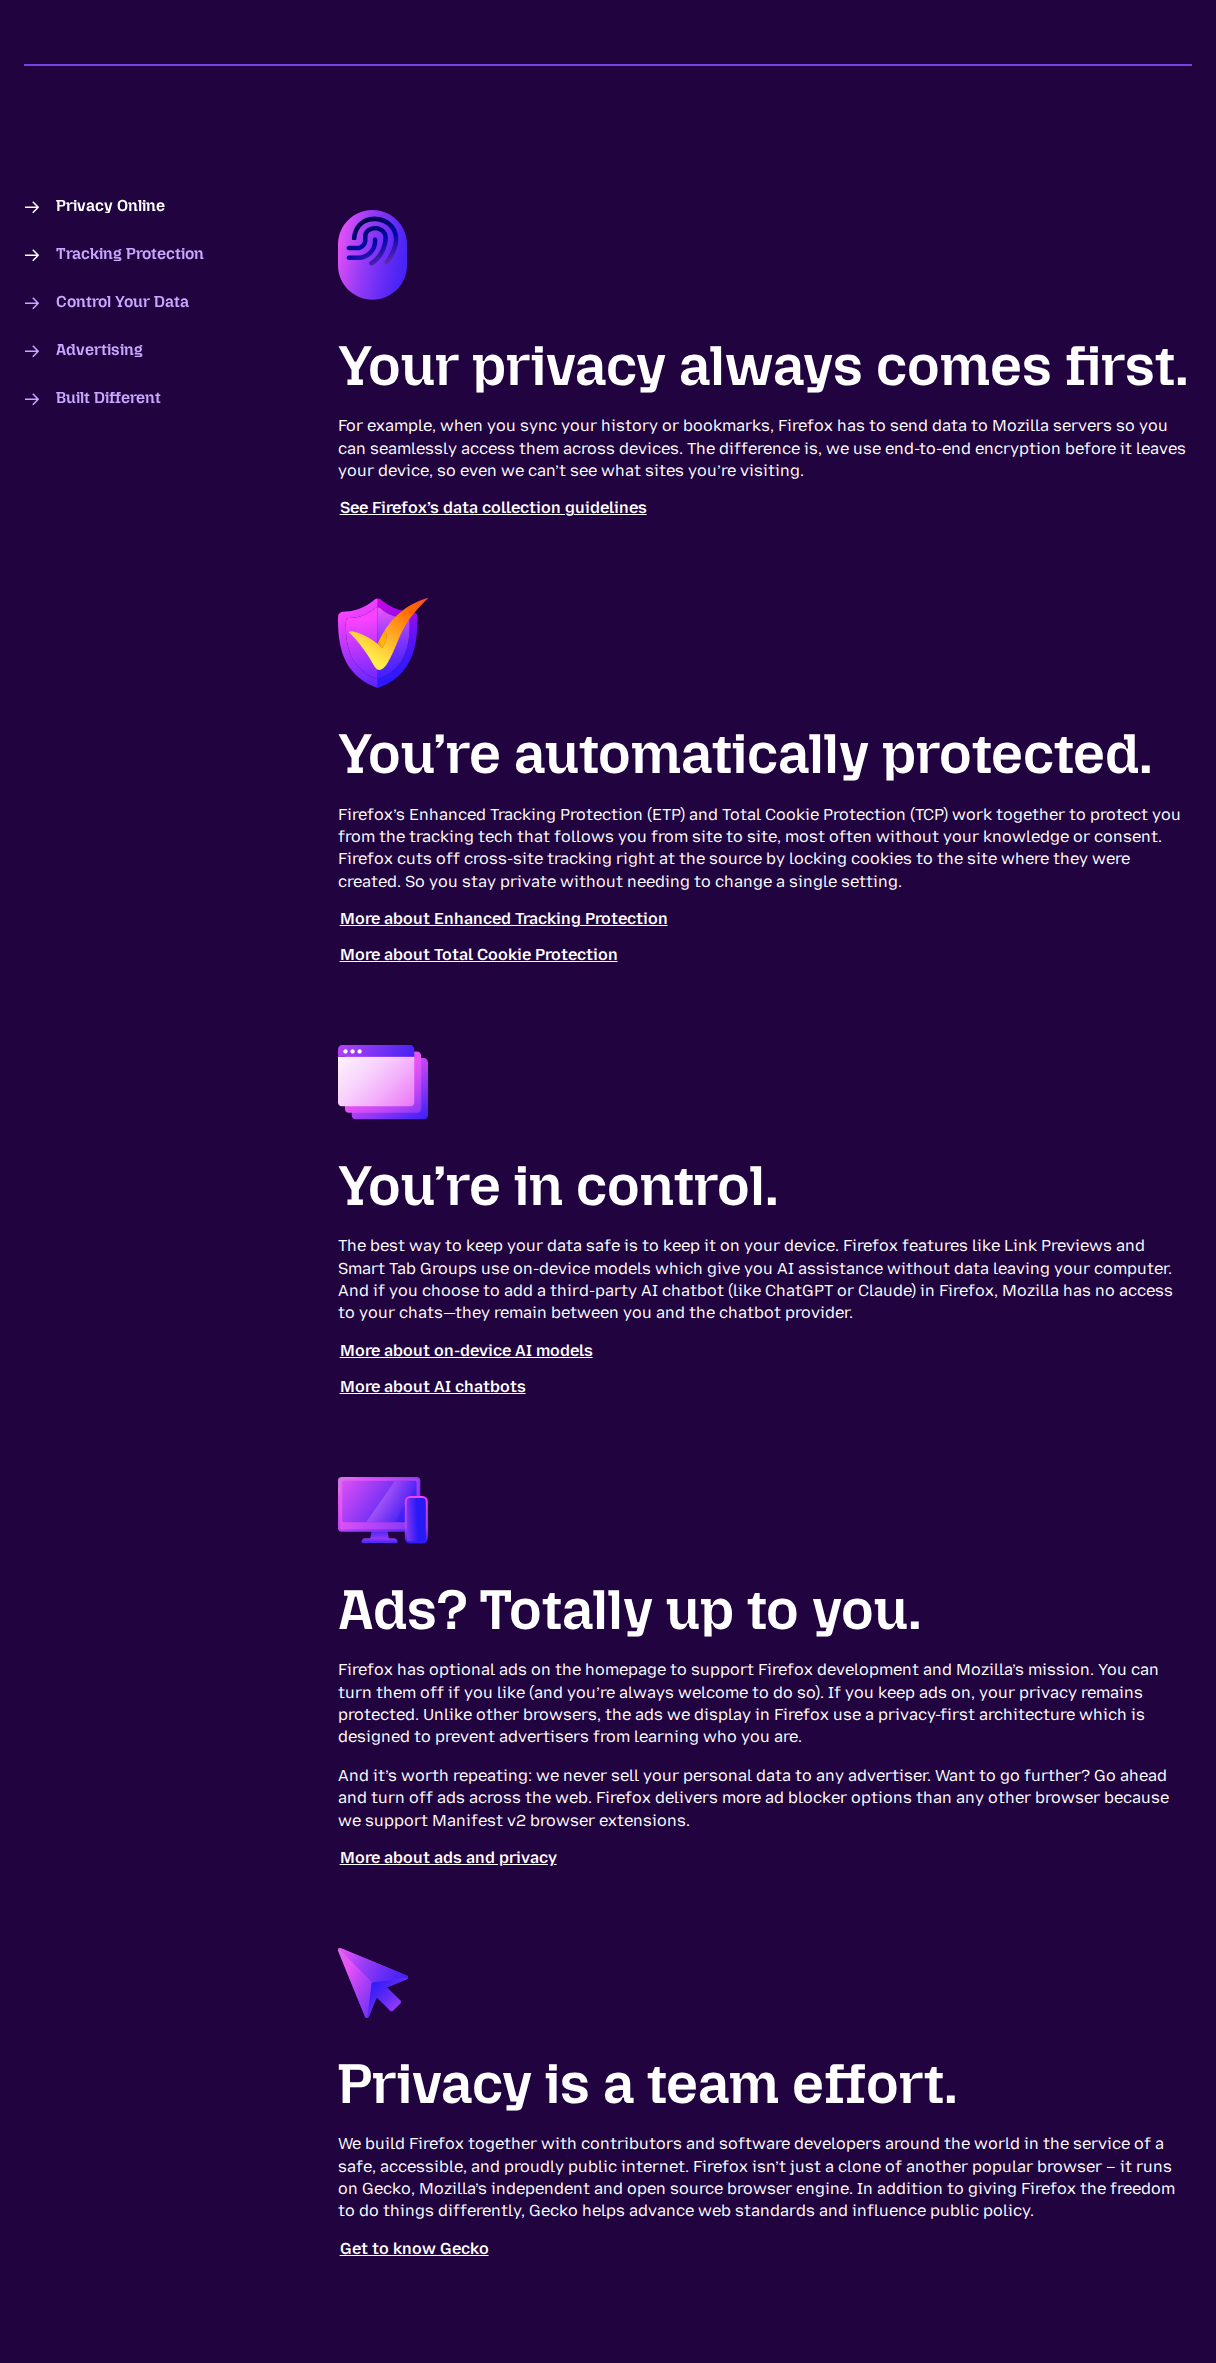 Privacy Online
Tracking Protection
Control Your Data
Advertising
Built Different
Your privacy always comes first.
For example, when you sync your history or bookmarks, Firefox has to send data to Mozilla servers so you
can seamlessly access them across devices. The difference is, we use end-to-end encryption before it leaves
your device, so even we can’t see what sites you’re visiting.
See Firefox’s data collection guidelines
You’re automatically protected.
Firefox’s Enhanced Tracking Protection (ETP) and Total Cookie Protection (TCP) work together to protect you
from the tracking tech that follows you from site to site, most often without your knowledge or consent.
Firefox cuts off cross-site tracking right at the source by locking cookies to the site where they were
created. So you stay private without needing to change a single setting.
More about Enhanced Tracking Protection
More about Total Cookie Protection
You’re in control.
The best way to keep your data safe is to keep it on your device. Firefox features like Link Previews and
Smart Tab Groups use on-device models which give you AI assistance without data leaving your computer.
And if you choose to add a third-party AI chatbot (like ChatGPT or Claude) in Firefox, Mozilla has no access
to your chats—they remain between you and the chatbot provider.
More about on-device AI models
More about AI chatbots
Ads? Totally up to you.
Firefox has optional ads on the homepage to support Firefox development and Mozilla’s mission. You can
turn them off if you like (and you’re always welcome to do so). If you keep ads on, your privacy remains
protected. Unlike other browsers, the ads we display in Firefox use a privacy-first architecture which is
designed to prevent advertisers from learning who you are.
And it’s worth repeating: we never sell your personal data to any advertiser. Want to go further? Go ahead
and turn off ads across the web. Firefox delivers more ad blocker options than any other browser because
we support Manifest v2 browser extensions.
More about ads and privacy
Privacy is a team effort.
We build Firefox together with contributors and software developers around the world in the service of a
safe, accessible, and proudly public internet. Firefox isn’t just a clone of another popular browser – it runs
on Gecko, Mozilla’s independent and open source browser engine. In addition to giving Firefox the freedom
to do things differently, Gecko helps advance web standards and influence public policy.
Get to know Gecko